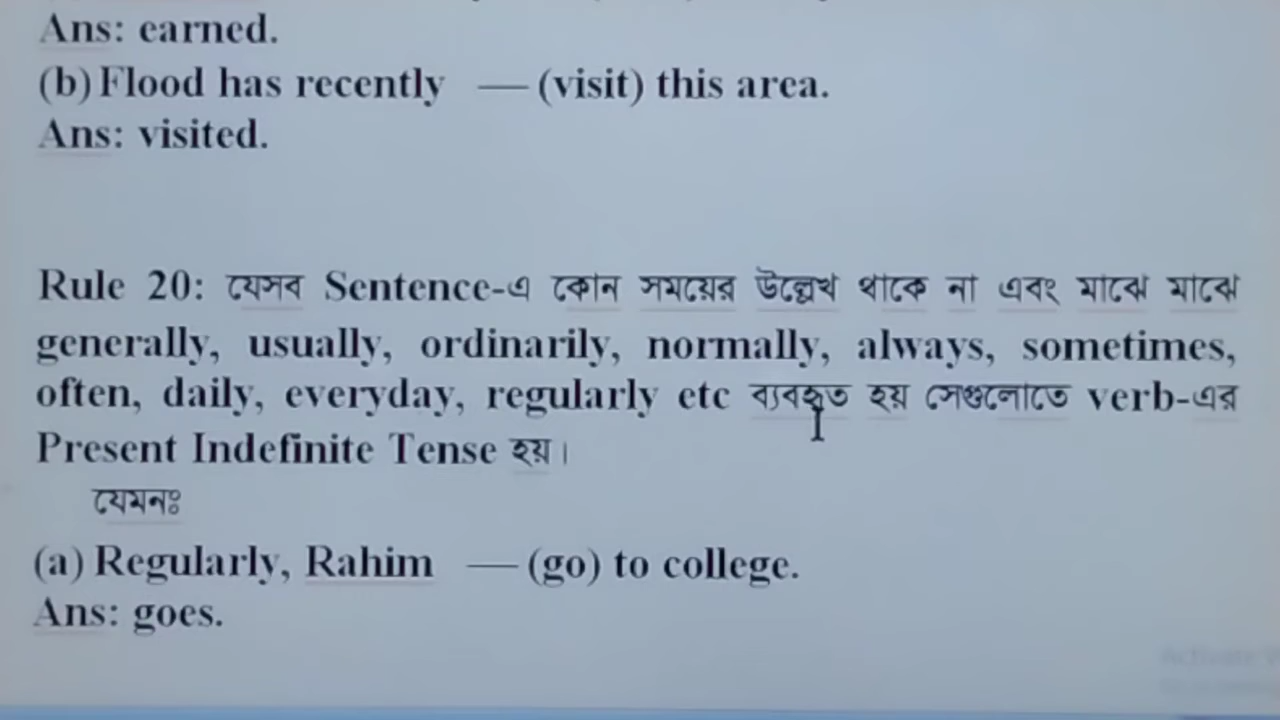 Ans: earned.
(b) Flood has recently — (visit) this area.
Ans: visited.
Rule 20: যেসব Sentence-এ কোন সময়ের উল্লেখ থাকে না এবং মাঝে মাঝে
generally, usually, ordinarily, normally, always, sometimes,
often, daily, everyday, regularly etc ব্যবহৃত হয় সেগুলোতে verb-এর
Present Indefinite Tense হয়।
যেমনঃ
(a) Regularly, Rahim — (go) to college.
Ans: goes.